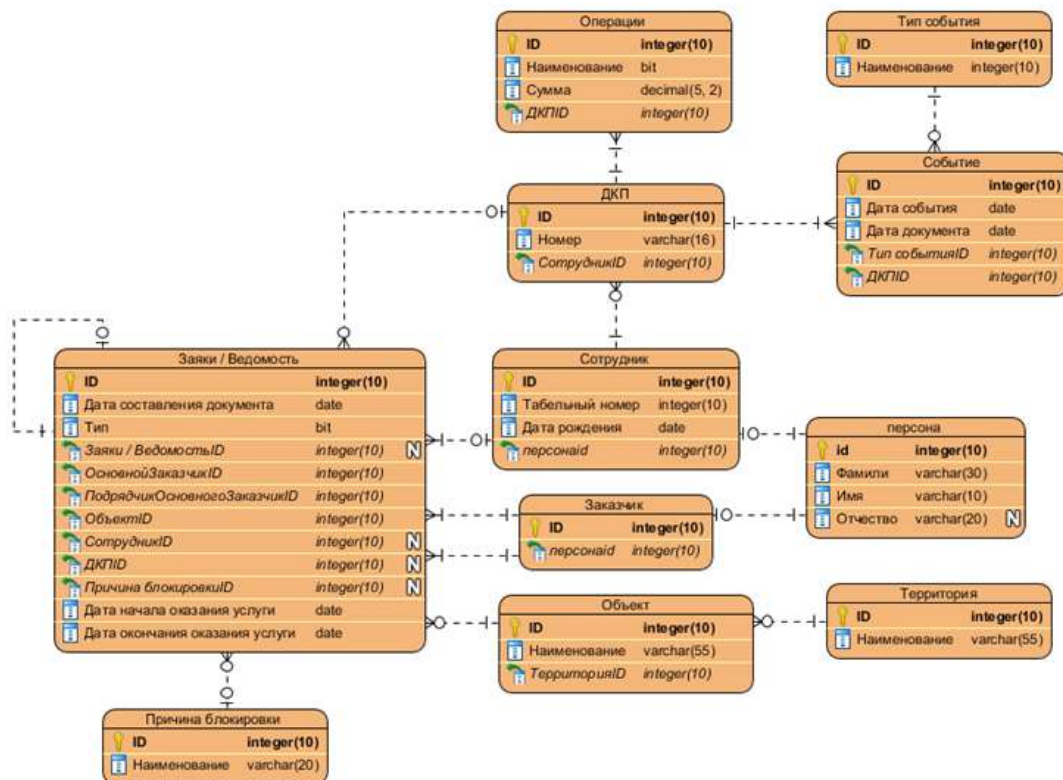 Операции
ID integer(10)
Наименование bit
Сумма decimal(5, 2)
ДКПID integer(10)
Тип события
ID integer(10)
Наименование integer(10)
Событие
ID integer(10)
Дата события date
Дата документа date
Тип событияID integer(10)
ДКПID integer(10)
ДКП
ID integer(10)
Номер varchar(16)
СотрудникID integer(10)
Заяки / Ведомость
ID integer(10)
Дата составления документа date
Тип bit
Заяки / ВедомостьID integer(10) N
ОсновнойЗаказчикID integer(10)
ПодрядчикОсновногоЗаказчикID integer(10)
ОбъектID integer(10)
СотрудникID integer(10) N
ДКПID integer(10) N
Причина блокировкиID integer(10) N
Дата начала оказания услуги date
Дата окончания оказания услуги date
Сотрудник
ID integer(10)
Табельный номер integer(10)
Дата рождения date
персонаid integer(10)
персона
id integer(10)
Фамили varchar(30)
Имя varchar(10)
Отчество varchar(20) N
Заказчик
ID integer(10)
персонаid integer(10)
Объект
ID integer(10)
Наименование varchar(55)
ТерриторияID integer(10)
Территория
ID integer(10)
Наименование varchar(55)
Причина блокировки
ID integer(10)
Наименование varchar(20)